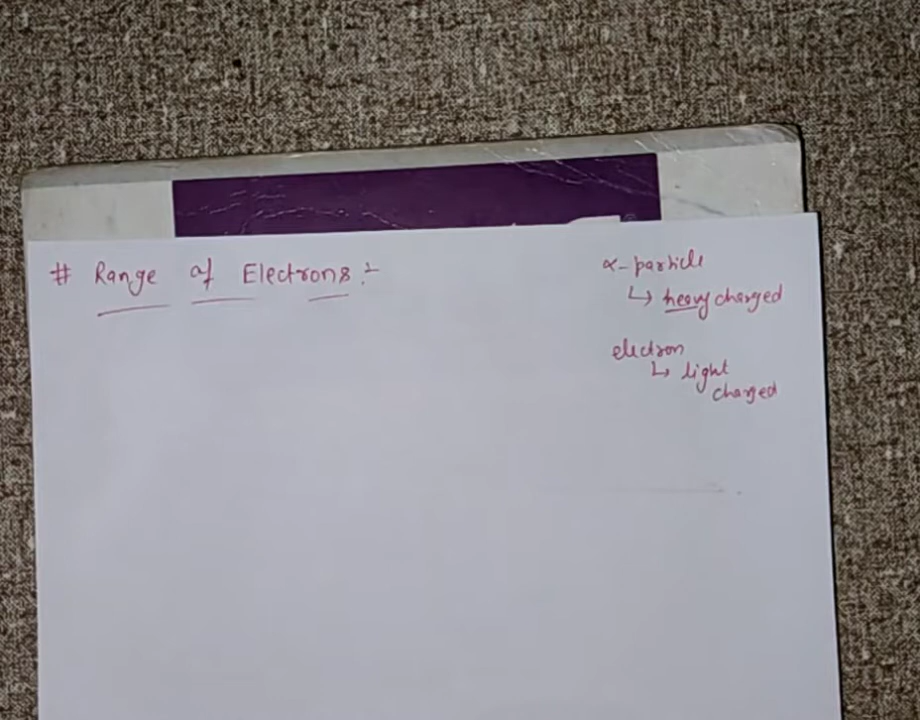 # Range of Electrons :-
α-particle
↳ heavy charged
electron
↳ light
charged